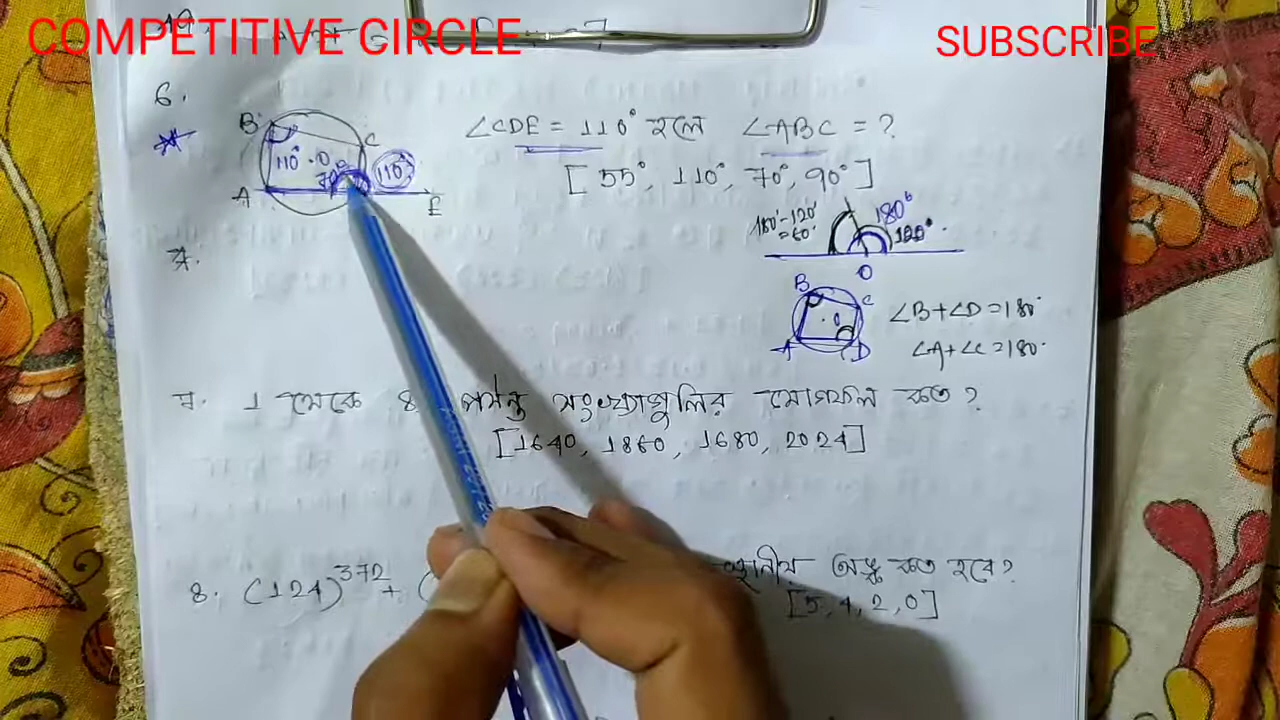 COMPETITIVE CIRCLE
SUBSCRIBE
6.
B C 110° O 70° 110° A E
∠CDE = 110° হলে ∠ABC = ?
[55°, 110°, 70°, 90°]
180°-120°
=60°
180°
120°
O
B C O A D
∠B+∠D=180°
∠A+∠C=180°
1 থেকে 8 পর্যন্ত সংখ্যাগুলির যোগফল কত?
[1640, 1860, 1680, 2024]
8. (124)^372 + (
স্থানীয় অঙ্ক কত হবে?
[5, 4, 2, 0]